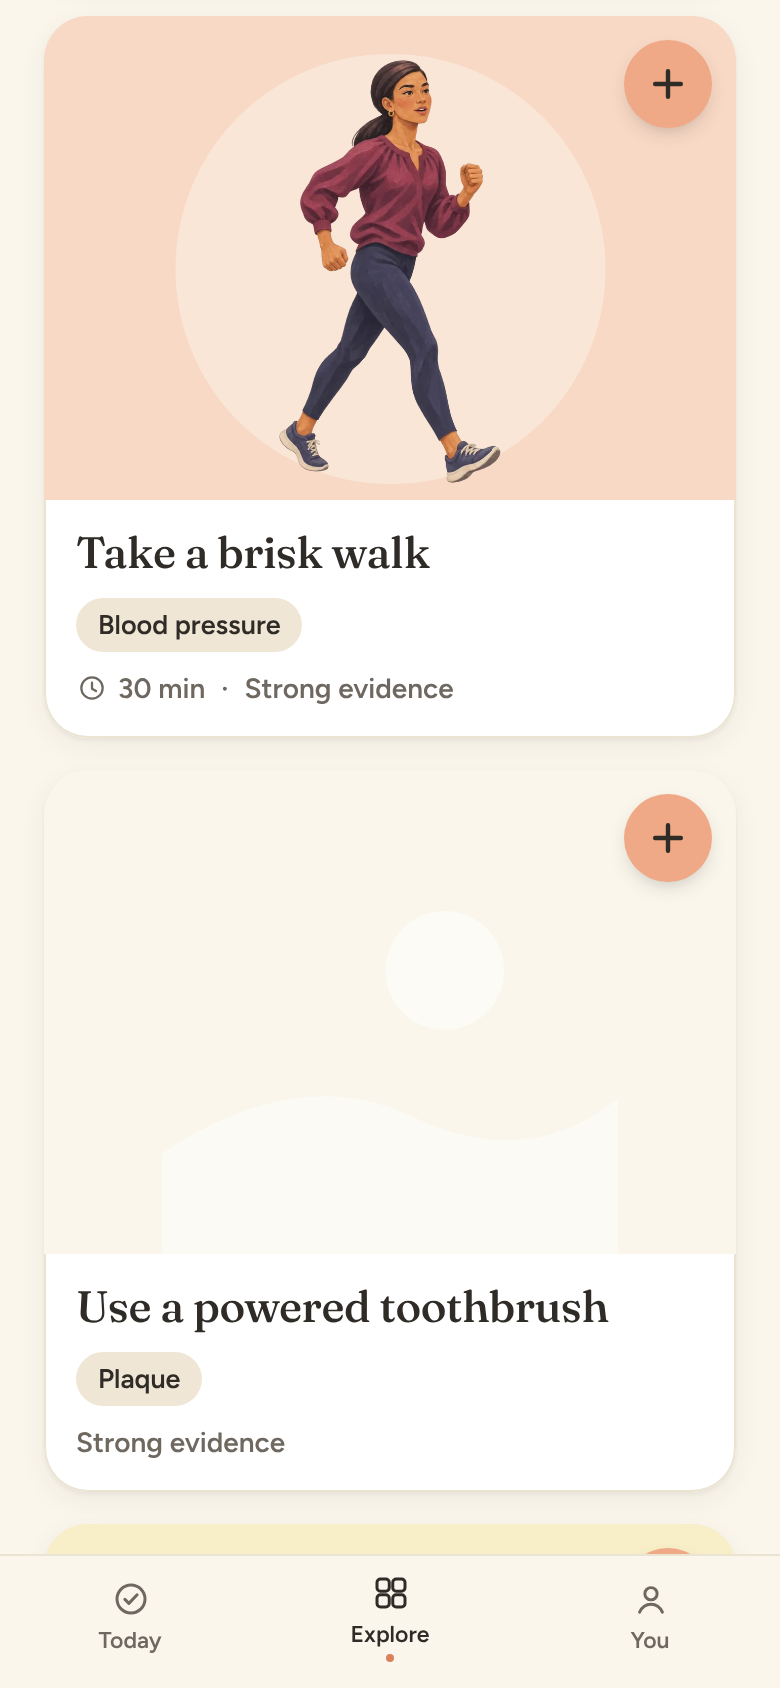 Take a brisk walk
Blood pressure
30 min · Strong evidence
Use a powered toothbrush
Plaque
Strong evidence
Today
Explore
You